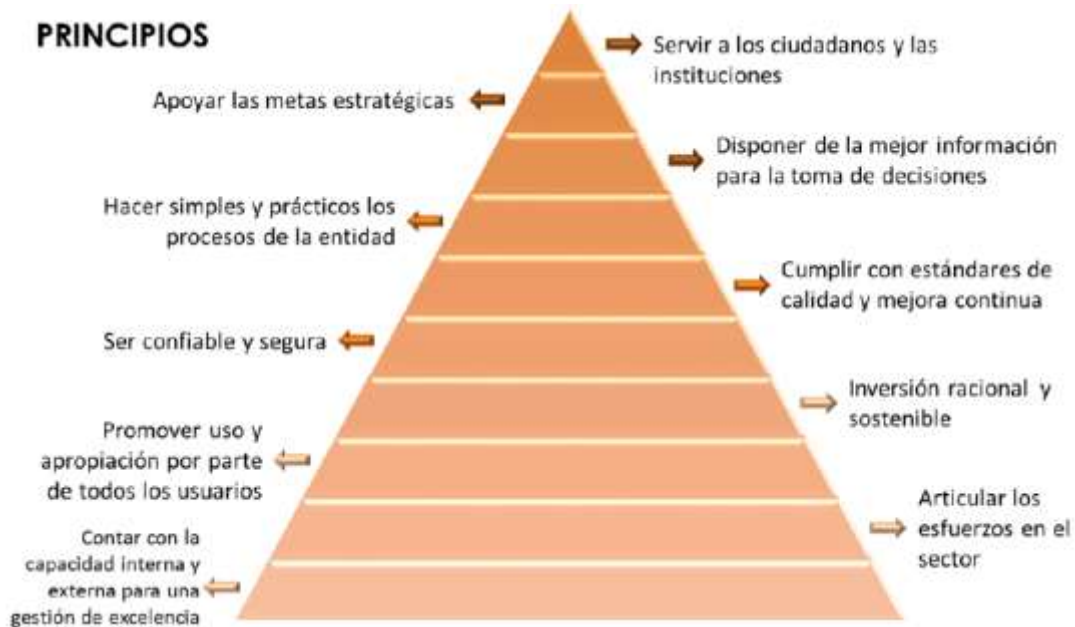 PRINCIPIOS
Servir a los ciudadanos y las
instituciones
Apoyar las metas estratégicas
Disponer de la mejor información
para la toma de decisiones
Hacer simples y prácticos los
procesos de la entidad
Cumplir con estándares de
calidad y mejora continua
Ser confiable y segura
Inversión racional y
sostenible
Promover uso y
apropiación por parte
de todos los usuarios
Articular los
esfuerzos en el
sector
Contar con la
capacidad interna y
externa para una
gestión de excelencia